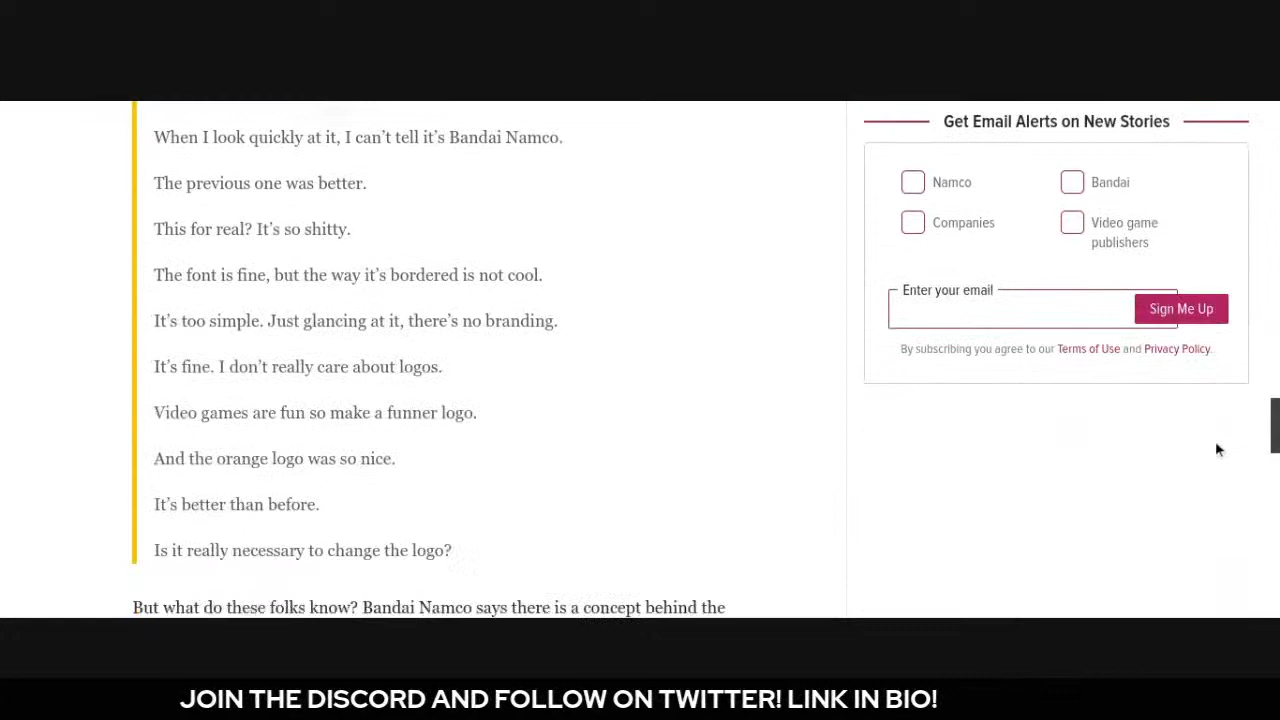 When I look quickly at it, I can't tell it's Bandai Namco.
The previous one was better.
This for real? It's so shitty.
The font is fine, but the way it's bordered is not cool.
It's too simple. Just glancing at it, there's no branding.
It's fine. I don't really care about logos.
Video games are fun so make a funner logo.
And the orange logo was so nice.
It's better than before.
Is it really necessary to change the logo?
But what do these folks know? Bandai Namco says there is a concept behind the
Get Email Alerts on New Stories
Namco
Bandai
Companies
Video game
publishers
Enter your email
Sign Me Up
By subscribing you agree to our Terms of Use and Privacy Policy.
JOIN THE DISCORD AND FOLLOW ON TWITTER! LINK IN BIO!